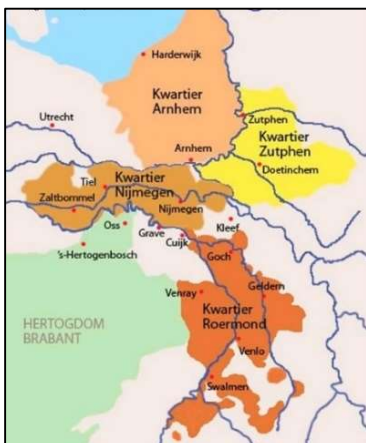 Harderwijk
Kwartier
Arnhem
Utrecht
Zutphen
Kwartier
Zutphen
Arnhem
Doetinchem
Tiel
Kwartier
Nijmegen
Zaltbommel
Nijmegen
Oss
Grave
Cuijk
Kleef
's-Hertogenbosch
Goch
Venray
Geldern
Kwartier
Roermond
HERTOGDOM
BRABANT
Venlo
Swalmen